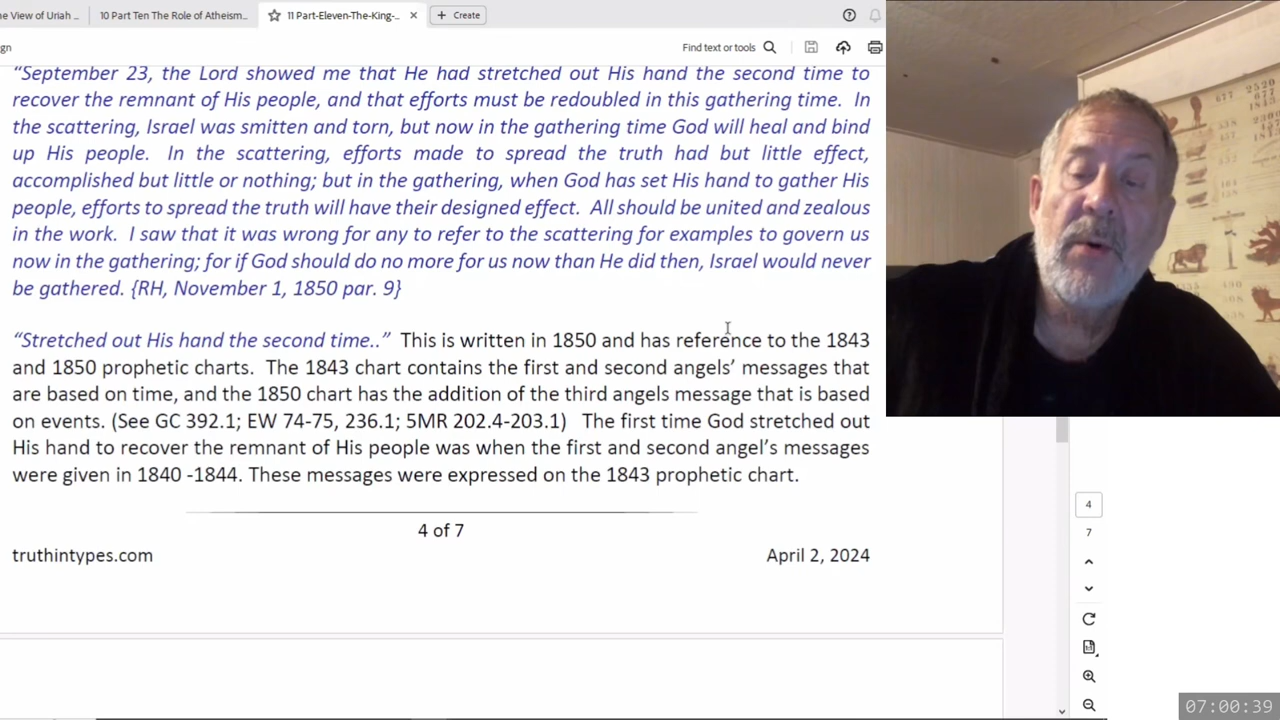 ne View of Uriah ...
10 Part Ten The Role of Atheism...
11 Part-Eleven-The-King-...
Create
gn
Find text or tools
“September 23, the Lord showed me that He had stretched out His hand the second time to
recover the remnant of His people, and that efforts must be redoubled in this gathering time.  In
the scattering, Israel was smitten and torn, but now in the gathering time God will heal and bind
up His people.  In the scattering, efforts made to spread the truth had but little effect,
accomplished but little or nothing; but in the gathering, when God has set His hand to gather His
people, efforts to spread the truth will have their designed effect.  All should be united and zealous
in the work.  I saw that it was wrong for any to refer to the scattering for examples to govern us
now in the gathering; for if God should do no more for us now than He did then, Israel would never
be gathered. {RH, November 1, 1850 par. 9}
“Stretched out His hand the second time..”  This is written in 1850 and has reference to the 1843
and 1850 prophetic charts.  The 1843 chart contains the first and second angels’ messages that
are based on time, and the 1850 chart has the addition of the third angels message that is based
on events. (See GC 392.1; EW 74-75, 236.1; 5MR 202.4-203.1)   The first time God stretched out
His hand to recover the remnant of His people was when the first and second angel’s messages
were given in 1840 -1844. These messages were expressed on the 1843 prophetic chart.
4 of 7
truthintypes.com
April 2, 2024
4
7
677
2520
677
1843
490
508
538
07:00:39